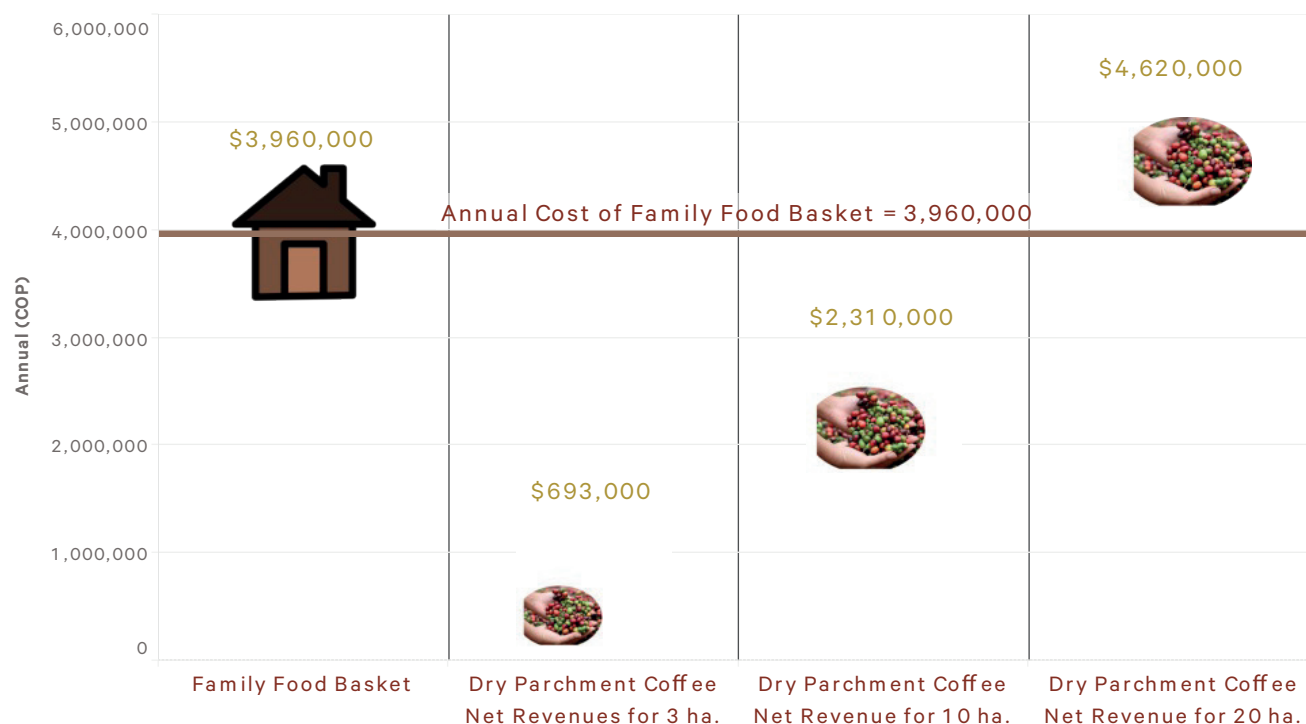 6,000,000
$4,620,000
5,000,000
$3,960,000
Annual Cost of Family Food Basket = 3,960,000
4,000,000
$2,310,000
3,000,000
Annual (COP)
2,000,000
$693,000
1,000,000
0
Family Food Basket
Dry Parchment Coffee
Net Revenues for 3 ha.
Dry Parchment Coffee
Net Revenue for 10 ha.
Dry Parchment Coffee
Net Revenue for 20 ha.